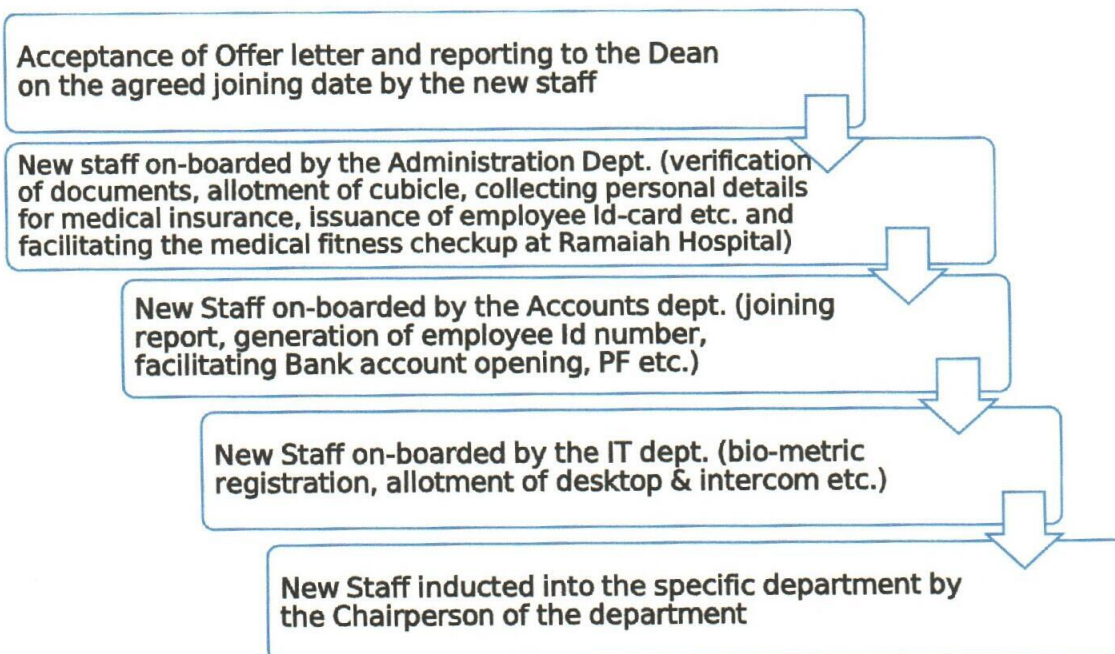 Acceptance of Offer letter and reporting to the Dean
on the agreed joining date by the new staff
New staff on-boarded by the Administration Dept. (verification
of documents, allotment of cubicle, collecting personal details
for medical insurance, issuance of employee Id-card etc. and
facilitating the medical fitness checkup at Ramaiah Hospital)
New Staff on-boarded by the Accounts dept. (joining
report, generation of employee Id number,
facilitating Bank account opening, PF etc.)
New Staff on-boarded by the IT dept. (bio-metric
registration, allotment of desktop & intercom etc.)
New Staff inducted into the specific department by
the Chairperson of the department